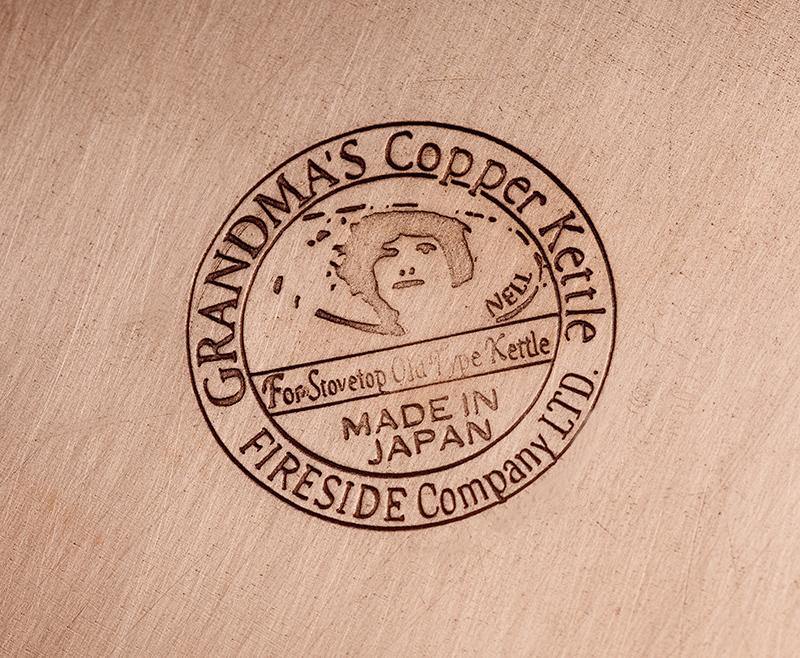 GRANDMA'S Copper Kettle
NELL
For Stovetop Old Type Kettle
MADE IN
JAPAN
FIRESIDE Company LTD.